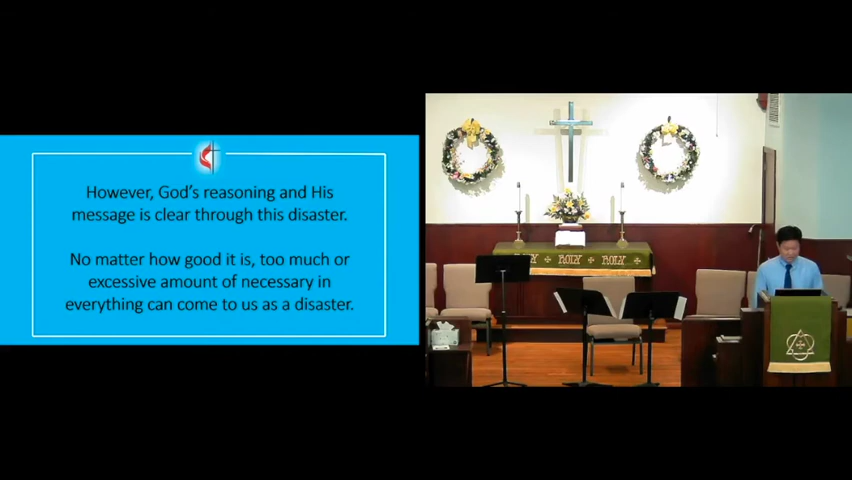 However, God's reasoning and His
message is clear through this disaster.
No matter how good it is, too much or
excessive amount of necessary in
everything can come to us as a disaster.
HOLY HOLY